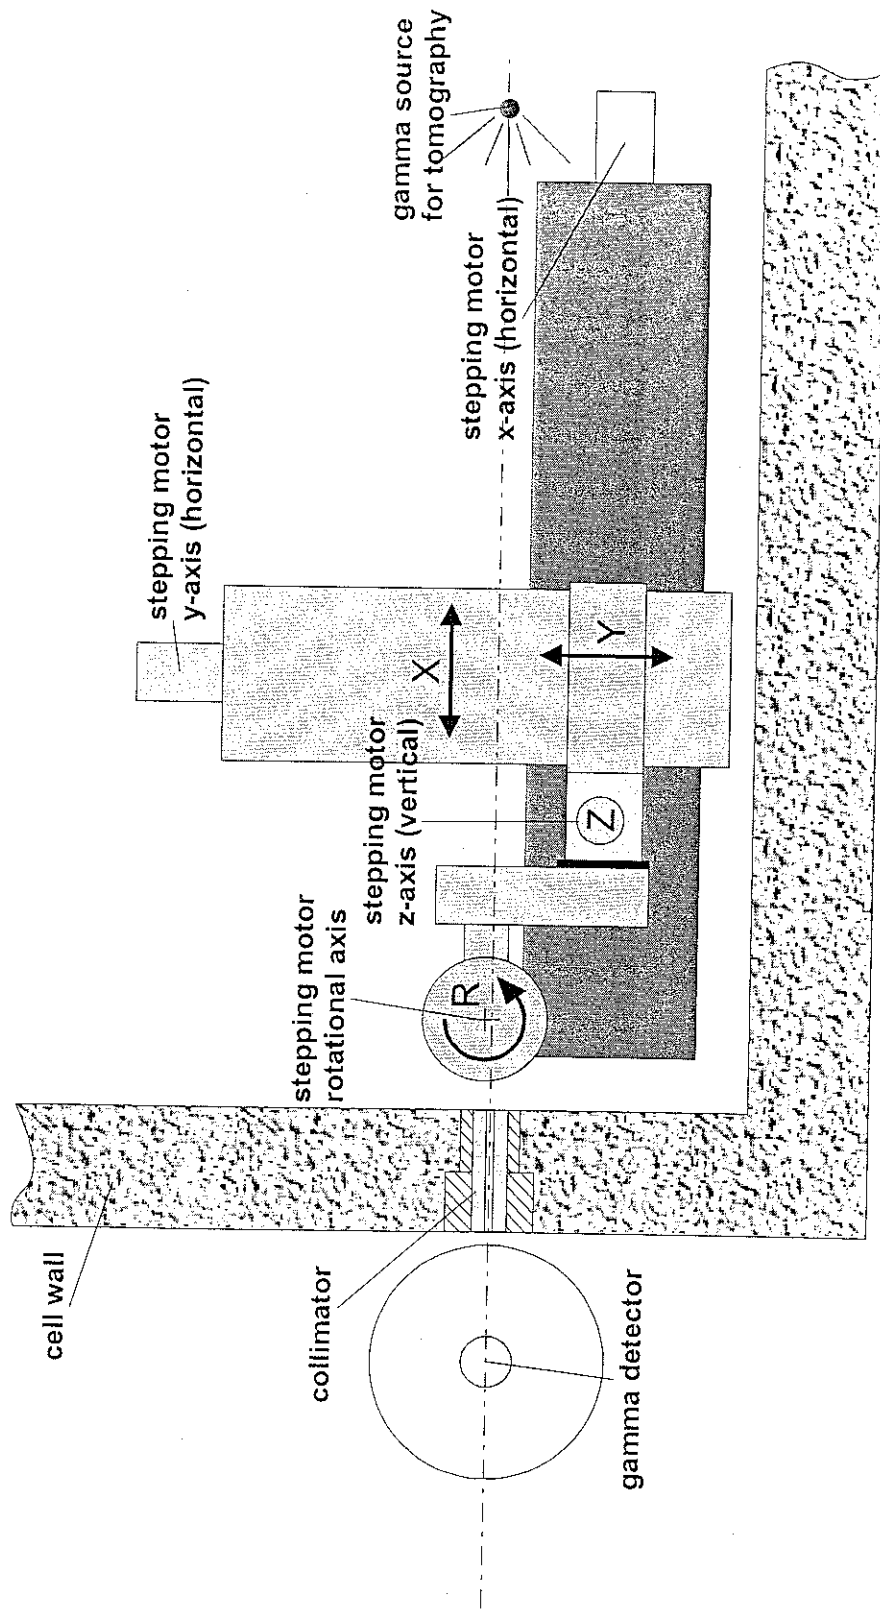 cell wall
collimator
gamma detector
stepping motor
rotational axis
R
stepping motor
z-axis (vertical)
Z
stepping motor
y-axis (horizontal)
X
Y
stepping motor
x-axis (horizontal)
gamma source
for tomography